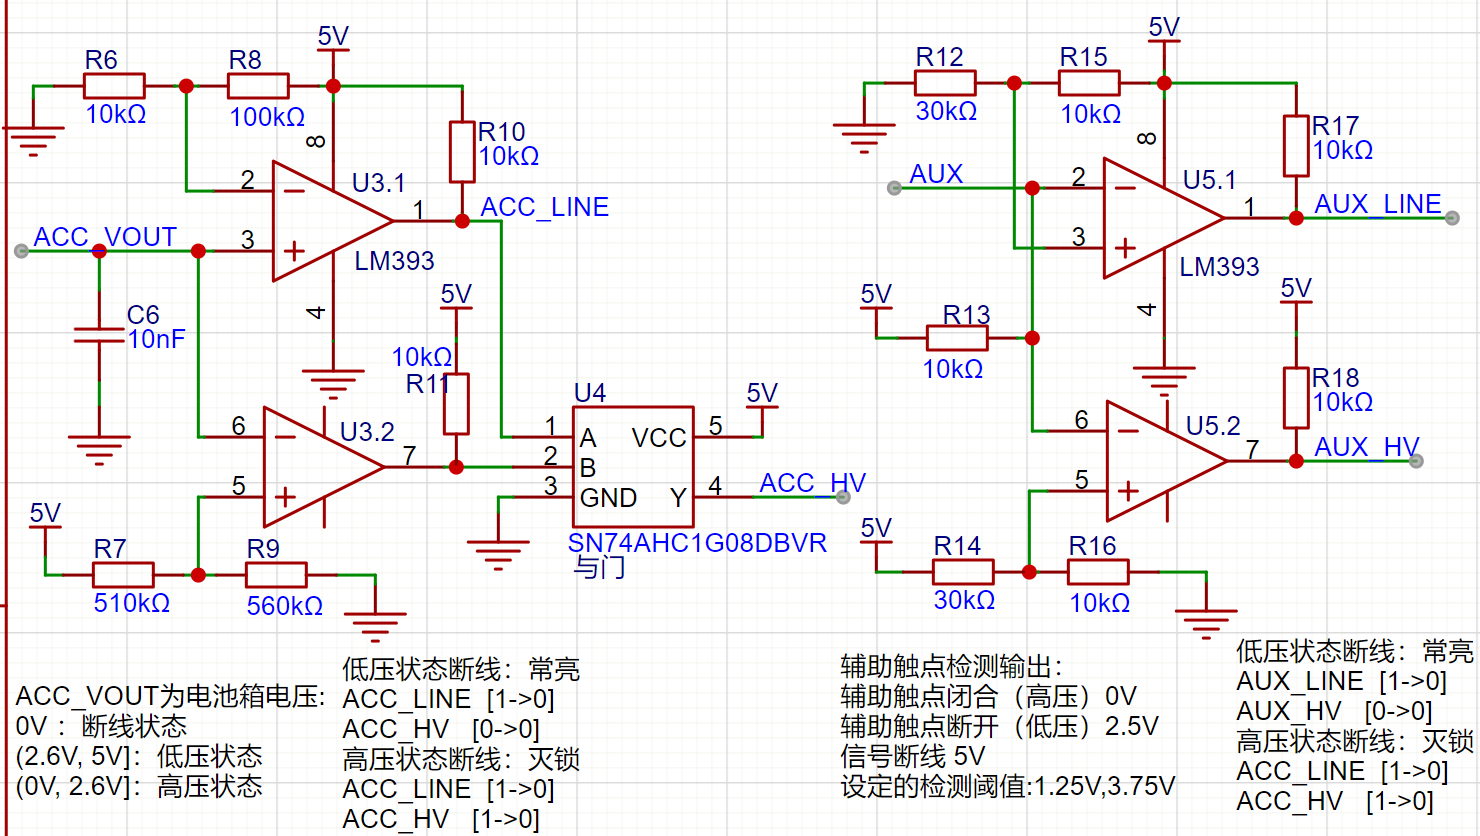 R6
10kΩ
R8
100kΩ
5V
R10
10kΩ
8
2
U3.1
1
ACC_LINE
ACC_VOUT
3
LM393
4
C6
10nF
5V
10kΩ
R11
6
U3.2
7
5
5V
R7
510kΩ
R9
560kΩ
U4
5V
1
A
VCC
5
2
B
3
GND
Y
4
ACC_HV
SN74AHC1G08DBVR
与门
R12
30kΩ
R15
10kΩ
5V
R17
10kΩ
8
AUX
2
U5.1
1
AUX_LINE
3
LM393
4
5V
R13
10kΩ
5V
R18
10kΩ
6
U5.2
7
AUX_HV
5
5V
R14
30kΩ
R16
10kΩ
ACC_VOUT为电池箱电压:
0V ：断线状态
(2.6V, 5V]：低压状态
(0V, 2.6V]：高压状态
低压状态断线：常亮
ACC_LINE [1->0]
ACC_HV [0->0]
高压状态断线：灭锁
ACC_LINE [1->0]
ACC_HV [1->0]
辅助触点检测输出：
辅助触点闭合（高压）0V
辅助触点断开（低压）2.5V
信号断线 5V
设定的检测阈值:1.25V,3.75V
低压状态断线：常亮
AUX_LINE [1->0]
AUX_HV [0->0]
高压状态断线：灭锁
ACC_LINE [1->0]
ACC_HV [1->0]